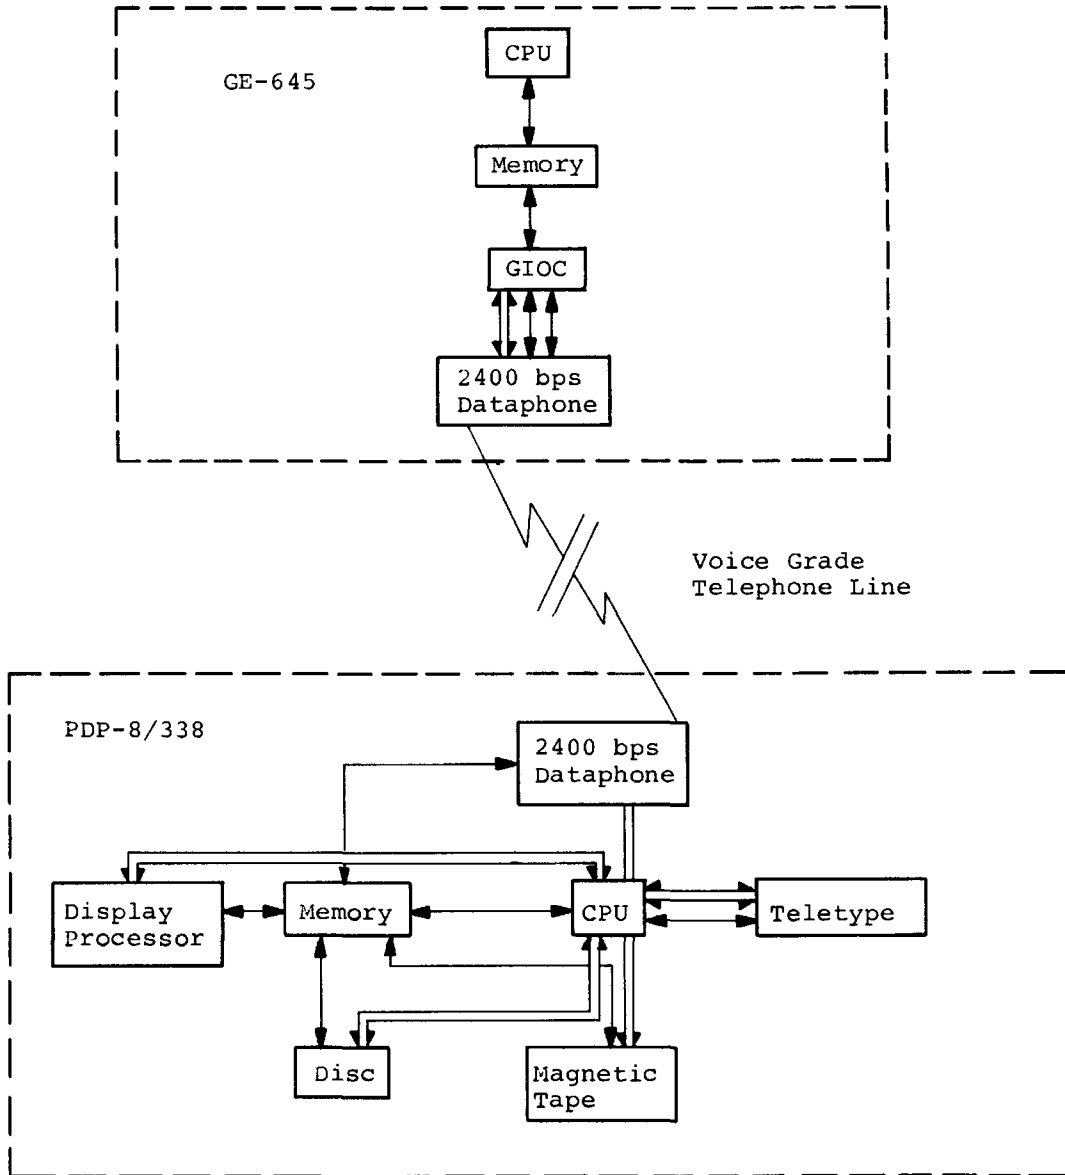 CPU
GE-645
Memory
GIOC
2400 bps
Dataphone
Voice Grade
Telephone Line
PDP-8/338
2400 bps
Dataphone
Display
Processor
Memory
CPU
Teletype
Disc
Magnetic
Tape